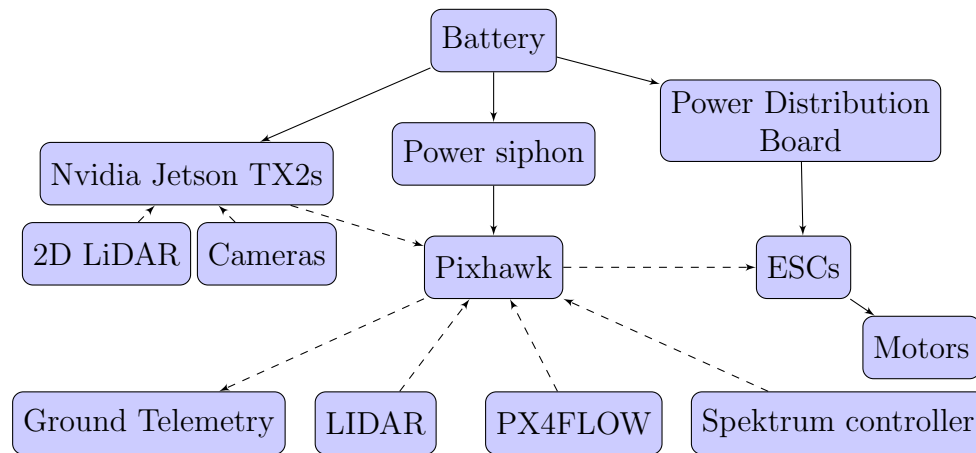 Battery
Power Distribution
Board
Power siphon
Nvidia Jetson TX2s
2D LiDAR
Cameras
Pixhawk
ESCs
Motors
Ground Telemetry
LIDAR
PX4FLOW
Spektrum controller